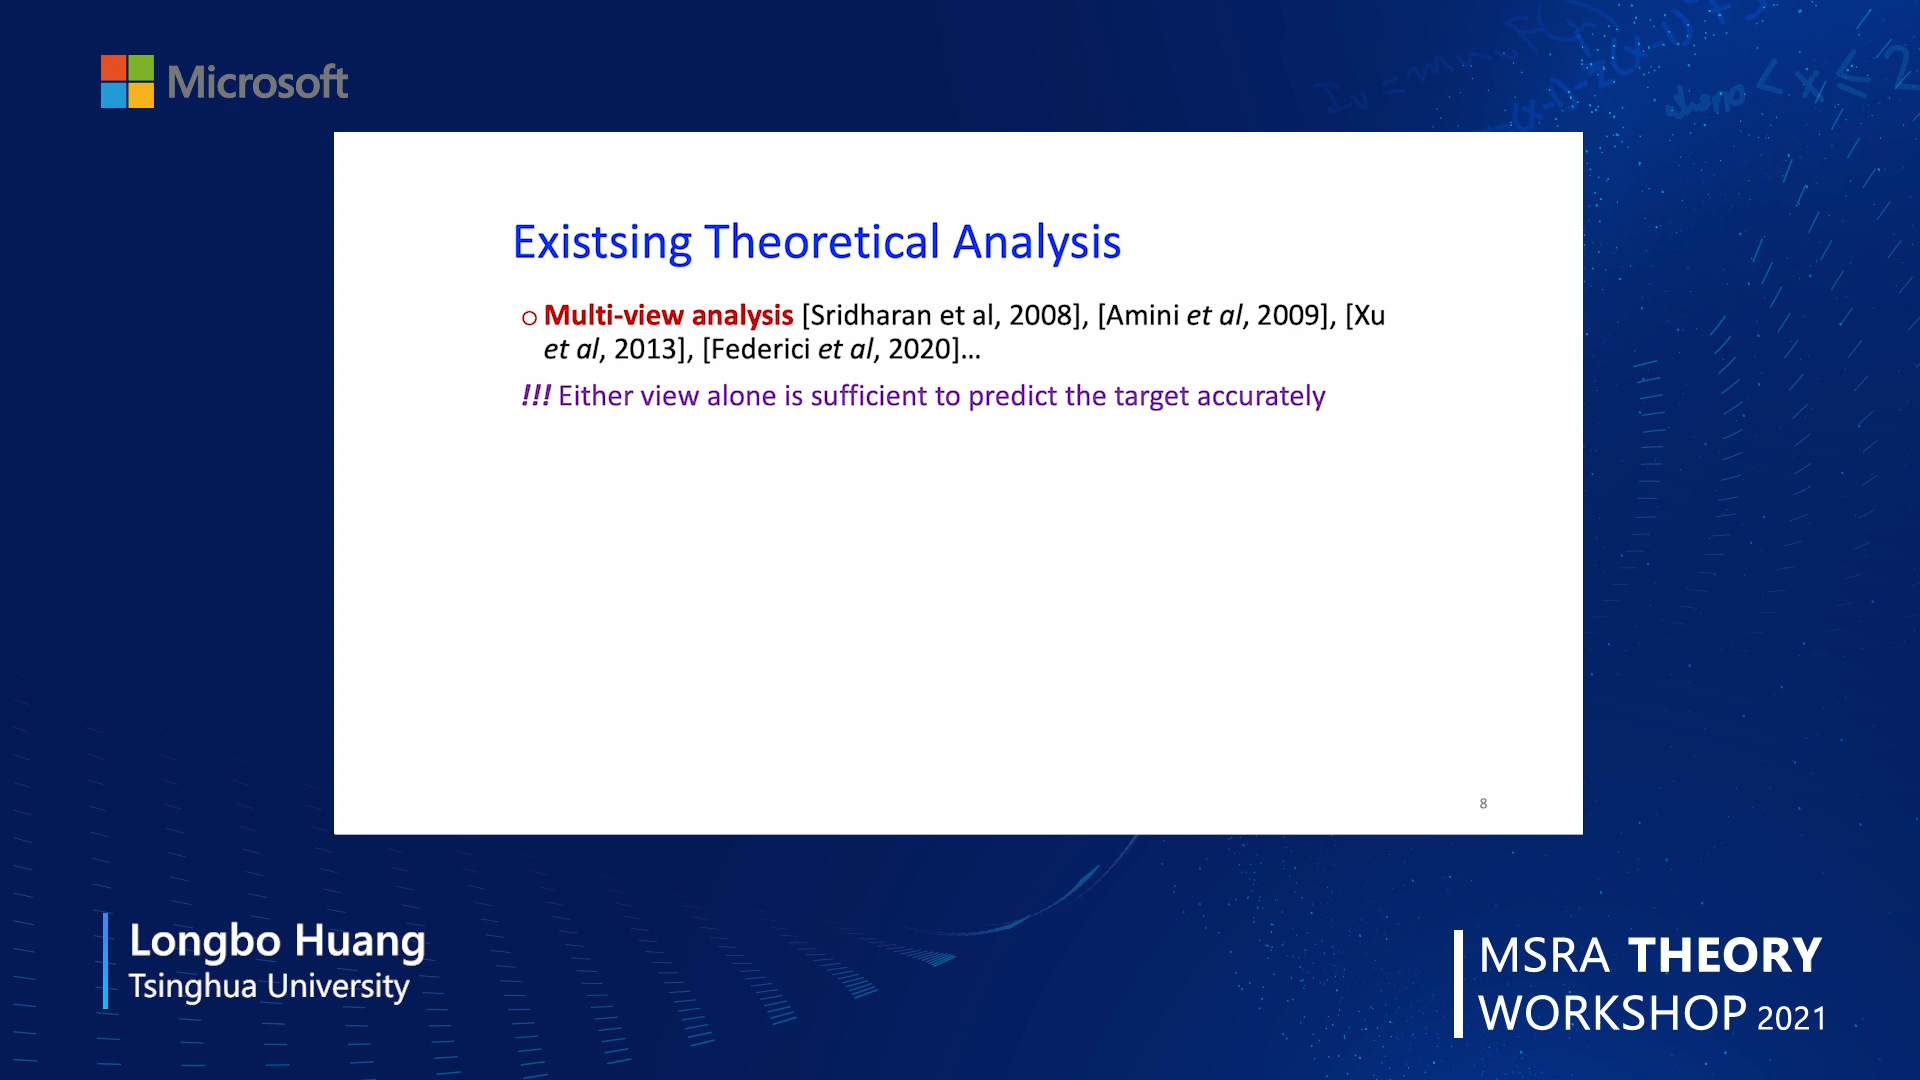 Microsoft
Existsing Theoretical Analysis
○ Multi-view analysis [Sridharan et al, 2008], [Amini et al, 2009], [Xu
et al, 2013], [Federici et al, 2020]...
!!! Either view alone is sufficient to predict the target accurately
8
Longbo Huang
Tsinghua University
MSRA THEORY
WORKSHOP 2021